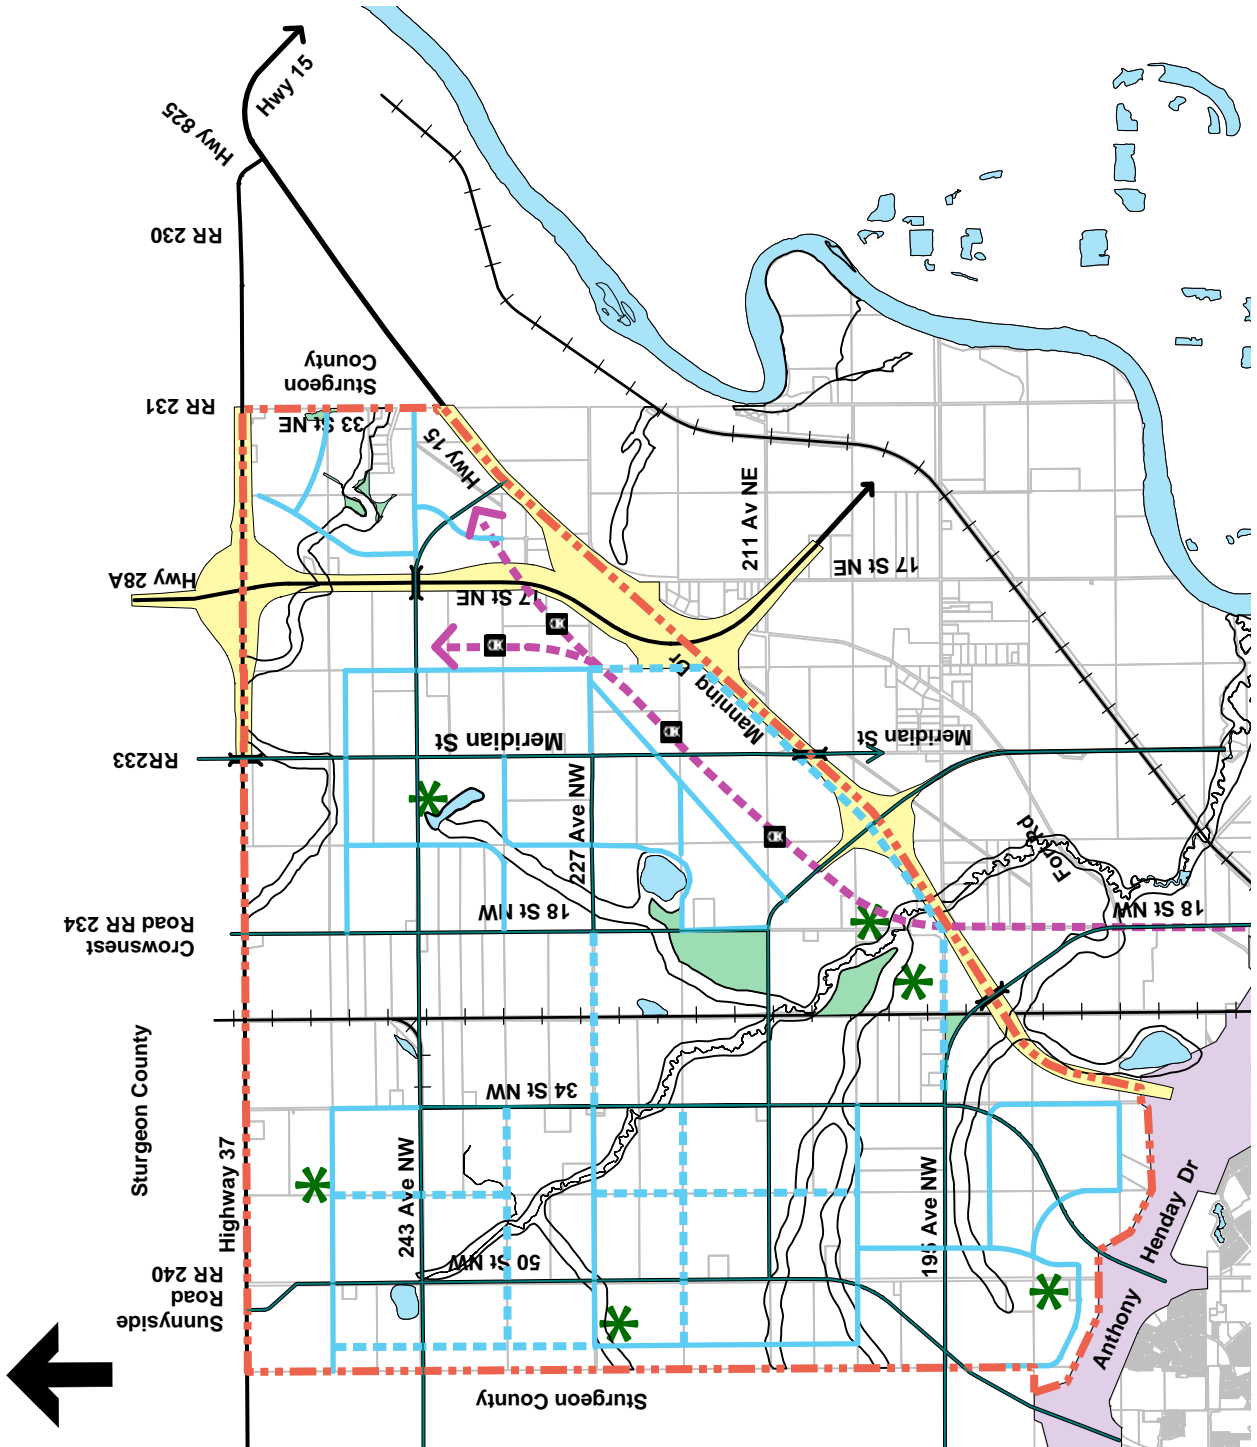 Hwy 15
Hwy 825
RR 230
Sturgeon
County
RR 231
33 St NE
Hwy 15
211 Av NE
Hwy 28A
17 St NE
17 St NE
Manning Dr
Meridian St
Meridian St
RR233
227 Ave NW
Fort Rd
18 St NW
18 St NW
Crowsnest
Road RR 234
Sturgeon County
34 St NW
Highway 37
243 Ave NW
195 Ave NW
Henday Dr
50 St NW
Sunnyside
Road
RR 240
Anthony
Sturgeon County